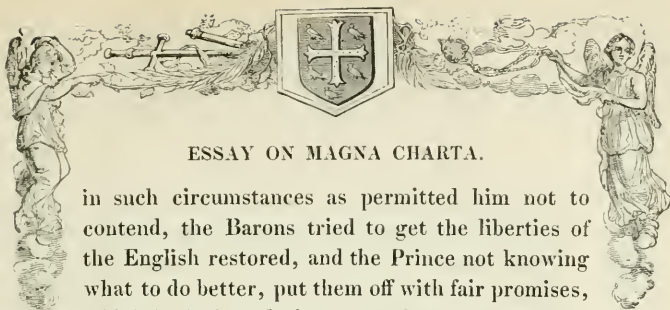 ESSAY ON MAGNA CHARTA.
in such circumstances as permitted him not to
contend, the Barons tried to get the liberties of
the English restored, and the Prince not knowing
what to do better, put them off with fair promises,